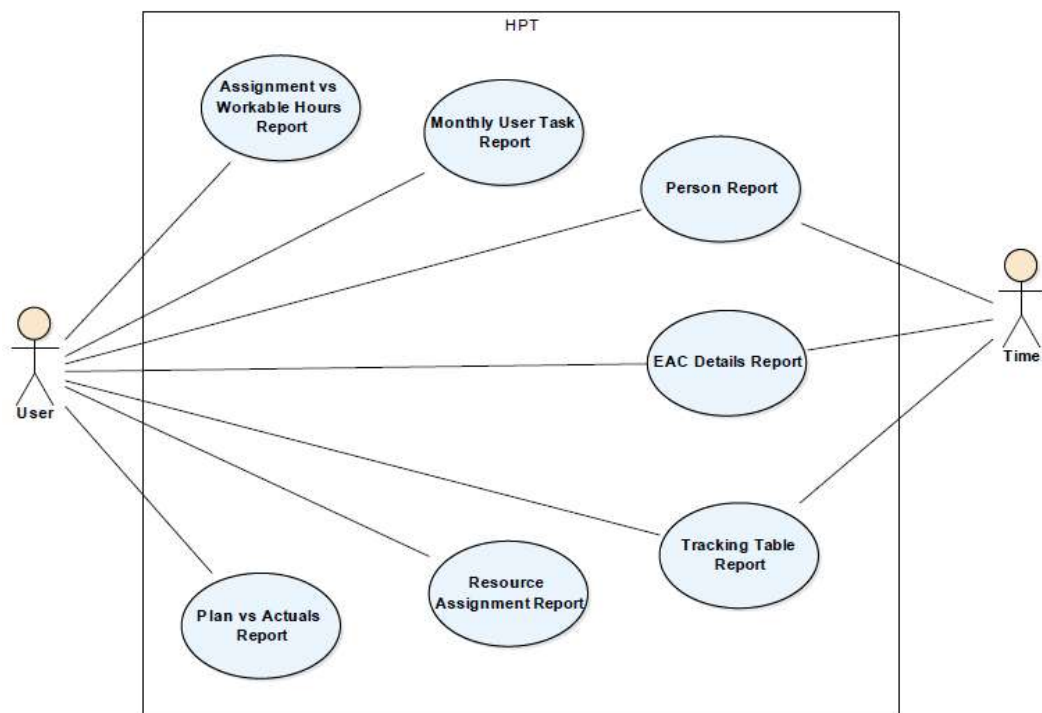 HPT
Assignment vs
Workable Hours
Report
Monthly User Task
Report
Person Report
EAC Details Report
Time
User
Tracking Table
Report
Resource
Assignment Report
Plan vs Actuals
Report